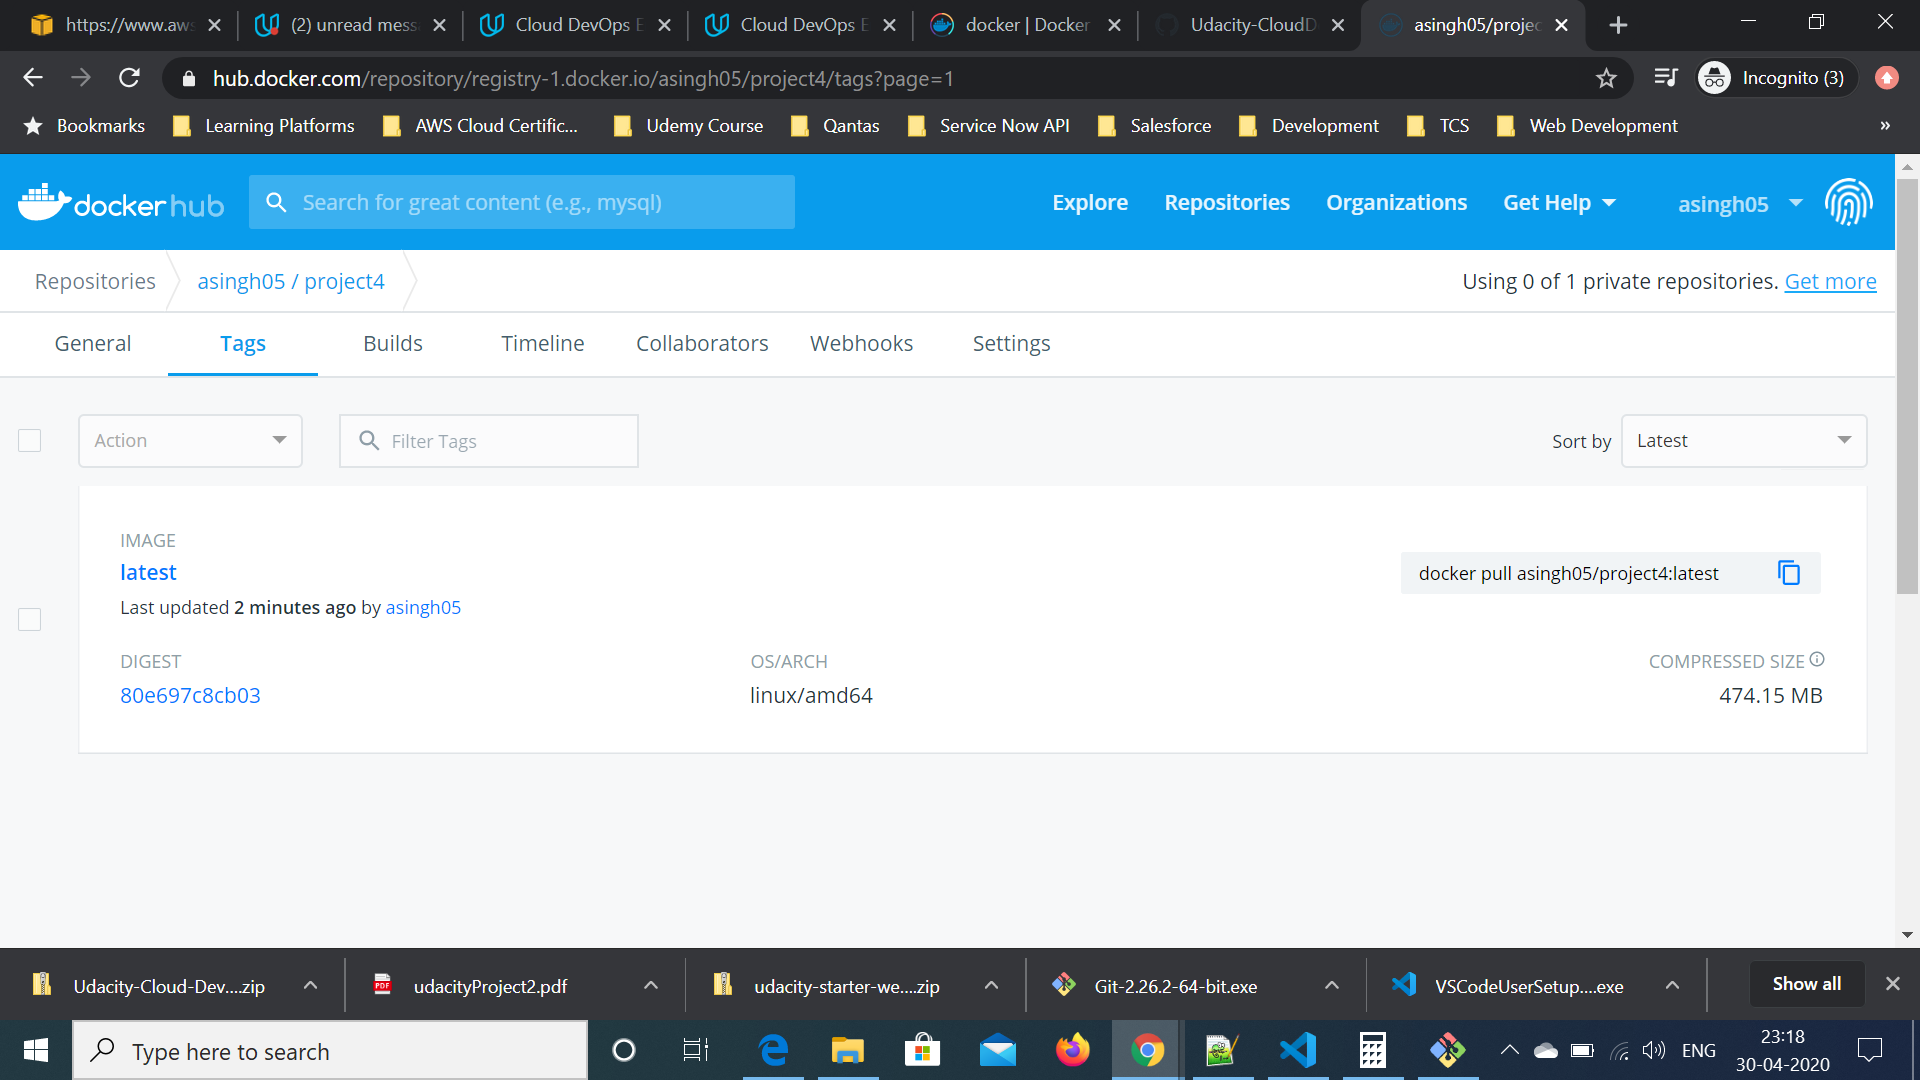 https://www.aws
(2) unread messa
Cloud DevOps E
Cloud DevOps E
docker | Docker
Udacity-CloudD
asingh05/projec
hub.docker.com/repository/registry-1.docker.io/asingh05/project4/tags?page=1
Incognito (3)
Bookmarks
Learning Platforms
AWS Cloud Certific...
Udemy Course
Qantas
Service Now API
Salesforce
Development
TCS
Web Development
»
docker hub
Search for great content (e.g., mysql)
Explore
Repositories
Organizations
Get Help
asingh05
Repositories
asingh05 / project4
Using 0 of 1 private repositories. Get more
General
Tags
Builds
Timeline
Collaborators
Webhooks
Settings
Action
Filter Tags
Sort by
Latest
IMAGE
latest
docker pull asingh05/project4:latest
Last updated 2 minutes ago by asingh05
DIGEST
OS/ARCH
COMPRESSED SIZE
80e697c8cb03
linux/amd64
474.15 MB
Udacity-Cloud-Dev....zip
PDF
udacityProject2.pdf
udacity-starter-we....zip
Git-2.26.2-64-bit.exe
VSCodeUserSetup....exe
Show all
Type here to search
ENG
23:18
30-04-2020